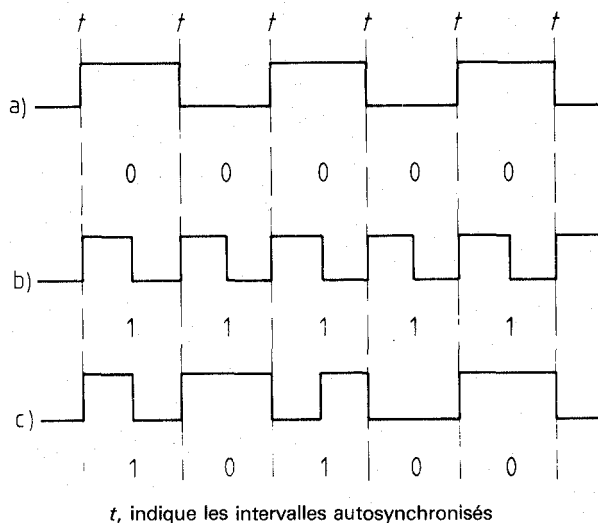 t t t t t t
a)
0 0 0 0 0
b)
1 1 1 1 1
c)
1 0 1 0 0
t, indique les intervalles autosynchronisés